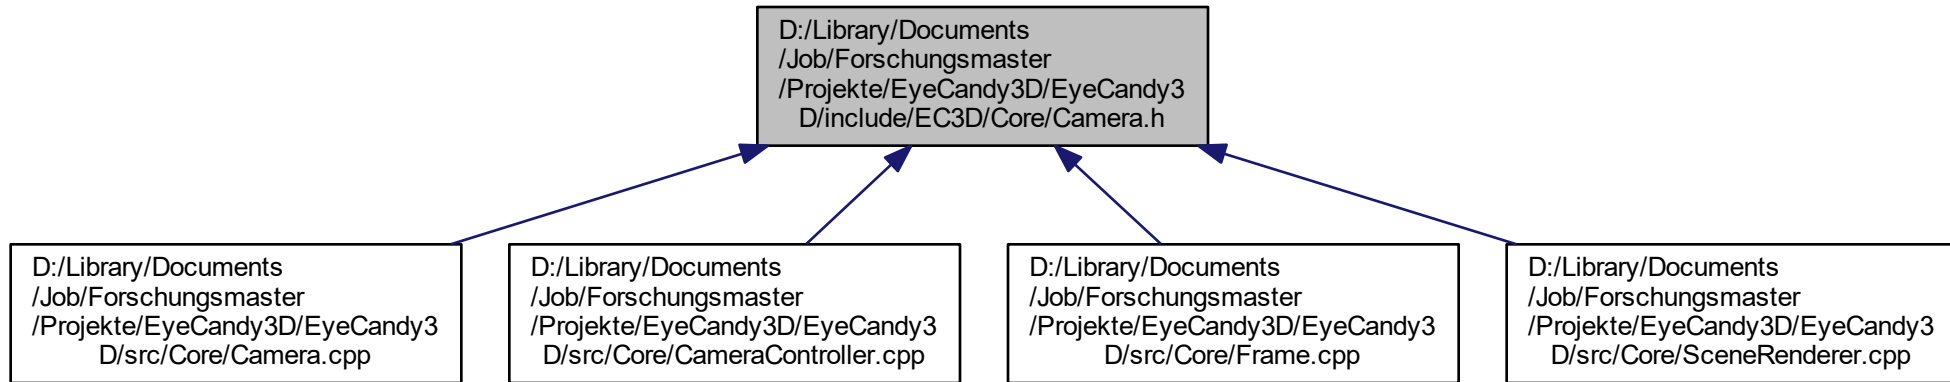 D:/Library/Documents
/Job/Forschungsmaster
/Projekte/EyeCandy3D/EyeCandy3
D/include/EC3D/Core/Camera.h
D:/Library/Documents
/Job/Forschungsmaster
/Projekte/EyeCandy3D/EyeCandy3
D/src/Core/Camera.cpp
D:/Library/Documents
/Job/Forschungsmaster
/Projekte/EyeCandy3D/EyeCandy3
D/src/Core/CameraController.cpp
D:/Library/Documents
/Job/Forschungsmaster
/Projekte/EyeCandy3D/EyeCandy3
D/src/Core/Frame.cpp
D:/Library/Documents
/Job/Forschungsmaster
/Projekte/EyeCandy3D/EyeCandy3
D/src/Core/SceneRenderer.cpp